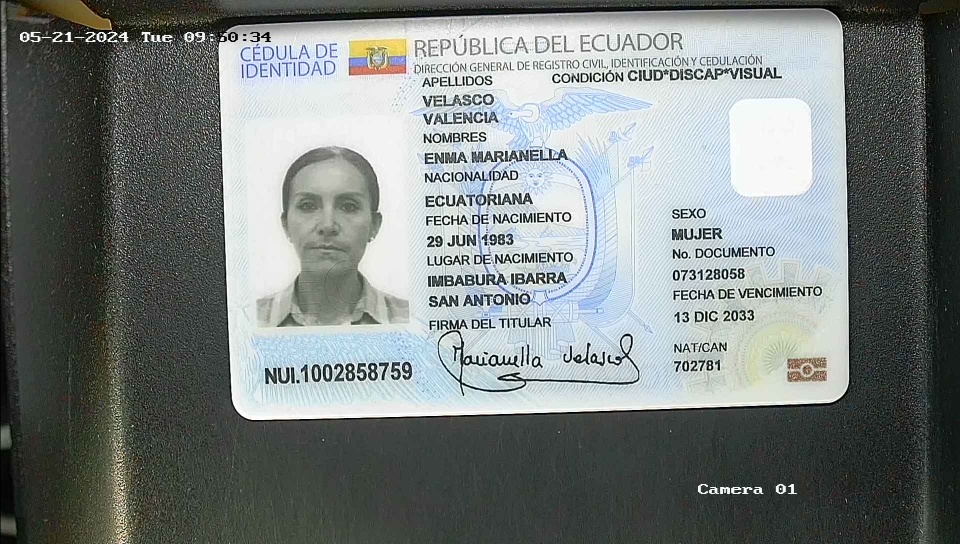 05-21-2024 Tue 09:50:34
CÉDULA DE
IDENTIDAD
REPÚBLICA DEL ECUADOR
DIRECCIÓN GENERAL DE REGISTRO CIVIL, IDENTIFICACIÓN Y CEDULACIÓN
APELLIDOS
CONDICIÓN CIUD*DISCAP*VISUAL
VELASCO
VALENCIA
NOMBRES
ENMA MARIANELLA
NACIONALIDAD
ECUATORIANA
FECHA DE NACIMIENTO
29 JUN 1983
LUGAR DE NACIMIENTO
IMBABURA IBARRA
SAN ANTONIO
FIRMA DEL TITULAR
Marianella Velasco
SEXO
MUJER
No. DOCUMENTO
073128058
FECHA DE VENCIMIENTO
13 DIC 2033
NAT/CAN
702781
NUI.1002858759
Camera 01